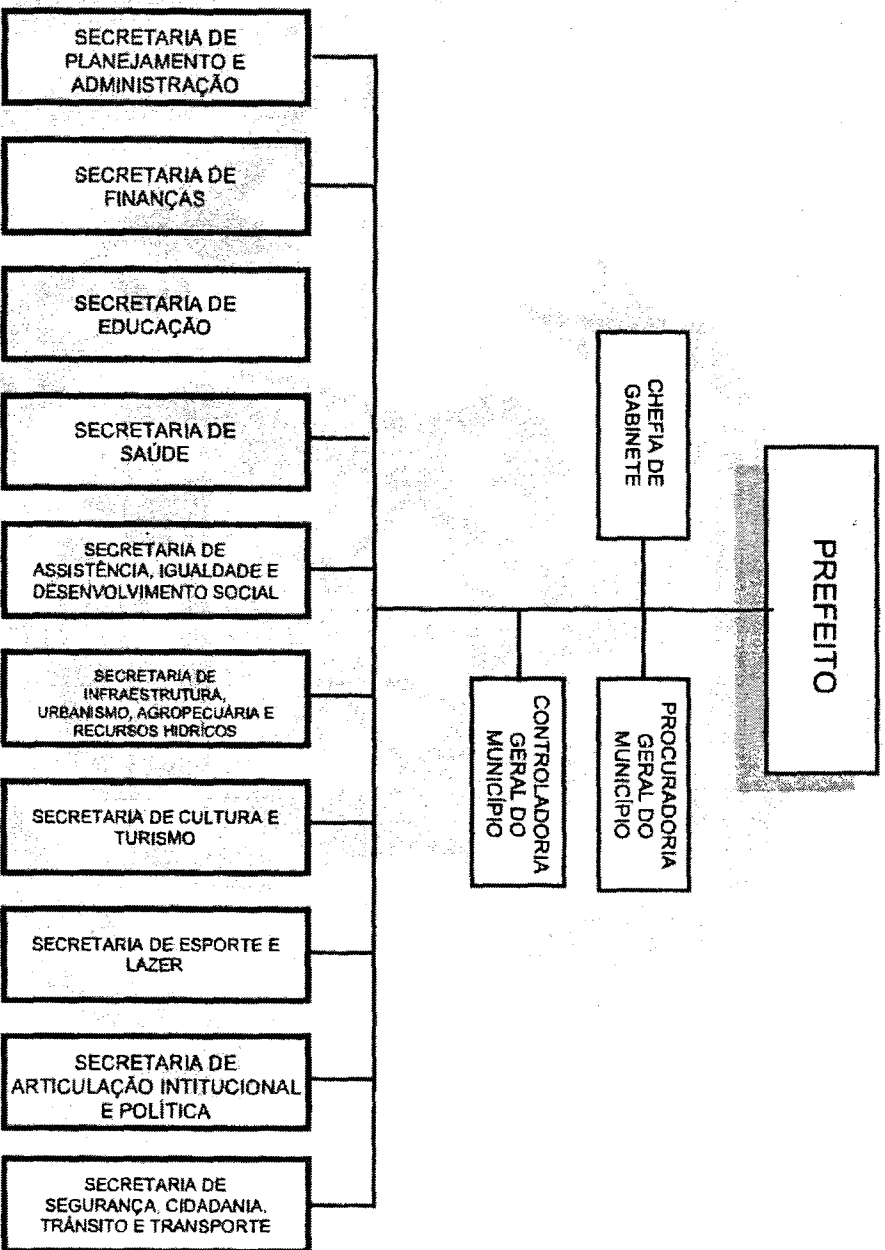 PREFEITO
CHEFIA DE
GABINETE
PROCURADORIA
GERAL DO
MUNICÍPIO
CONTROLADORIA
GERAL DO
MUNICÍPIO
SECRETARIA DE
PLANEJAMENTO E
ADMINISTRAÇÃO
SECRETARIA DE
FINANÇAS
SECRETARIA DE
EDUCAÇÃO
SECRETARIA DE
SAÚDE
SECRETARIA DE
ASSISTÊNCIA, IGUALDADE E
DESENVOLVIMENTO SOCIAL
SECRETARIA DE
INFRAESTRUTURA,
URBANISMO, AGROPECUÁRIA E
RECURSOS HIDRÍCOS
SECRETARIA DE CULTURA E
TURISMO
SECRETARIA DE ESPORTE E
LAZER
SECRETARIA DE
ARTICULAÇÃO INTITUCIONAL
E POLÍTICA
SECRETARIA DE
SEGURANÇA, CIDADANIA,
TRÂNSITO E TRANSPORTE